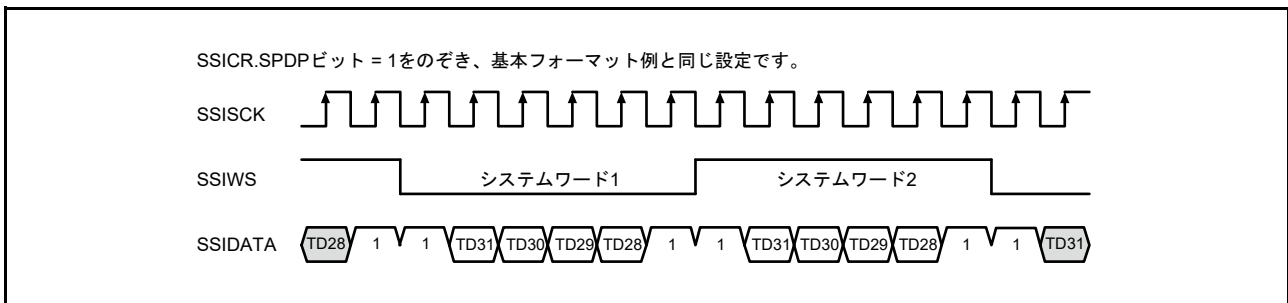 SSICR.SPDPビット = 1をのぞき、基本フォーマット例と同じ設定です。
SSISCK
SSIWS システムワード1 システムワード2
SSIDATA TD28 1 1 TD31 TD30 TD29 TD28 1 1 TD31 TD30 TD29 TD28 1 1 TD31